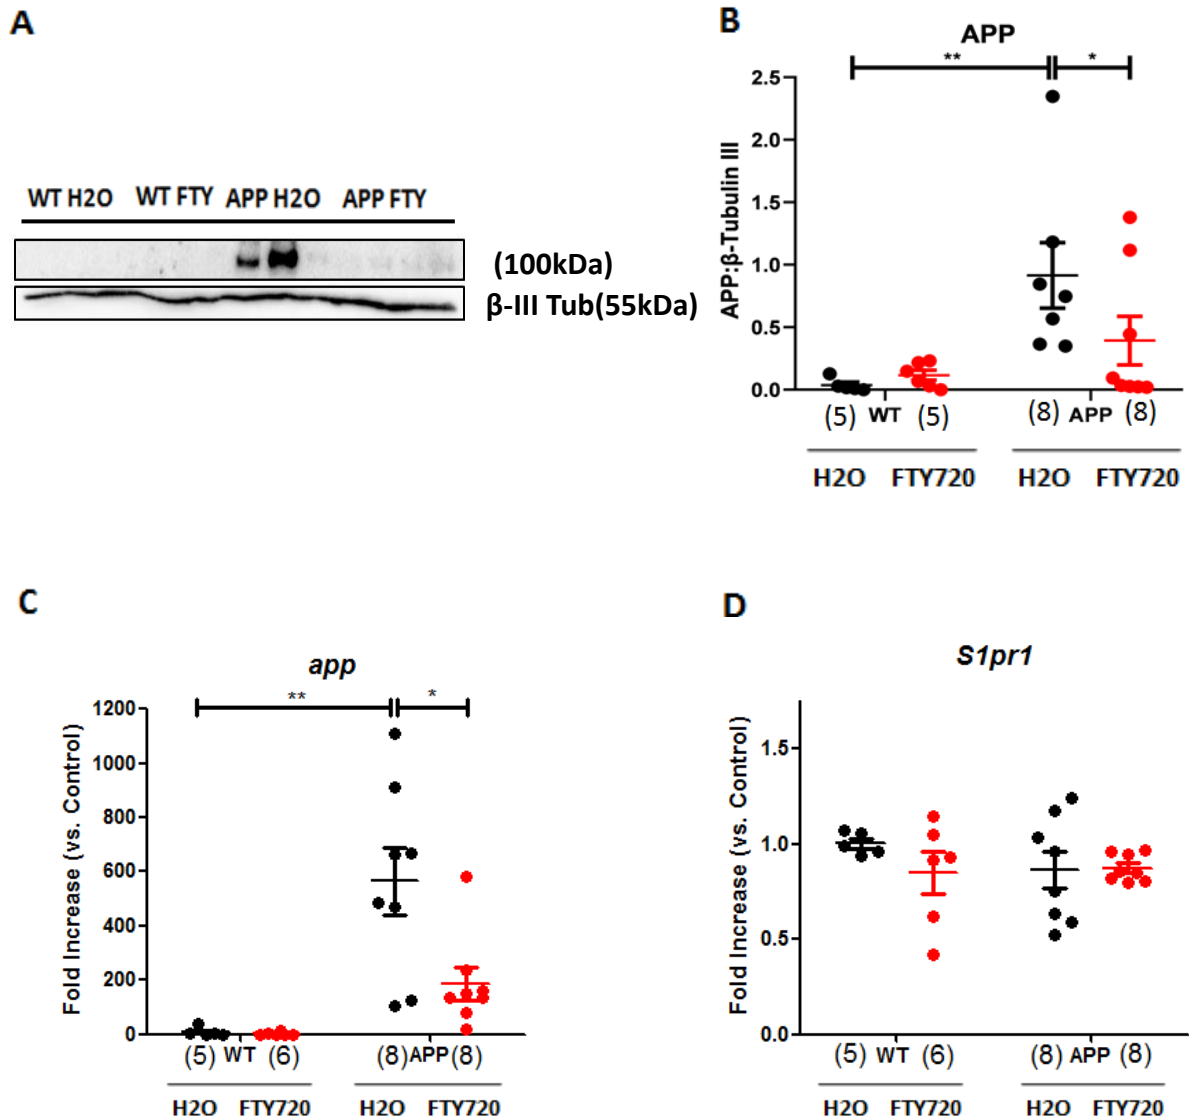 A
WT H2O WT FTY APP H2O APP FTY
(100kDa)
β-III Tub(55kDa)
B
APP
** *
APP:β-Tubulin III
2.5
2.0
1.5
1.0
0.5
0.0
(5) WT (5) (8) APP (8)
H2O FTY720 H2O FTY720
C
app
** *
Fold Increase (vs. Control)
1200
1000
800
600
400
200
0
(5) WT (6) (8) APP (8)
H2O FTY720 H2O FTY720
D
S1pr1
Fold Increase (vs. Control)
1.5
1.0
0.5
0.0
(5) WT (6) (8) APP (8)
H2O FTY720 H2O FTY720